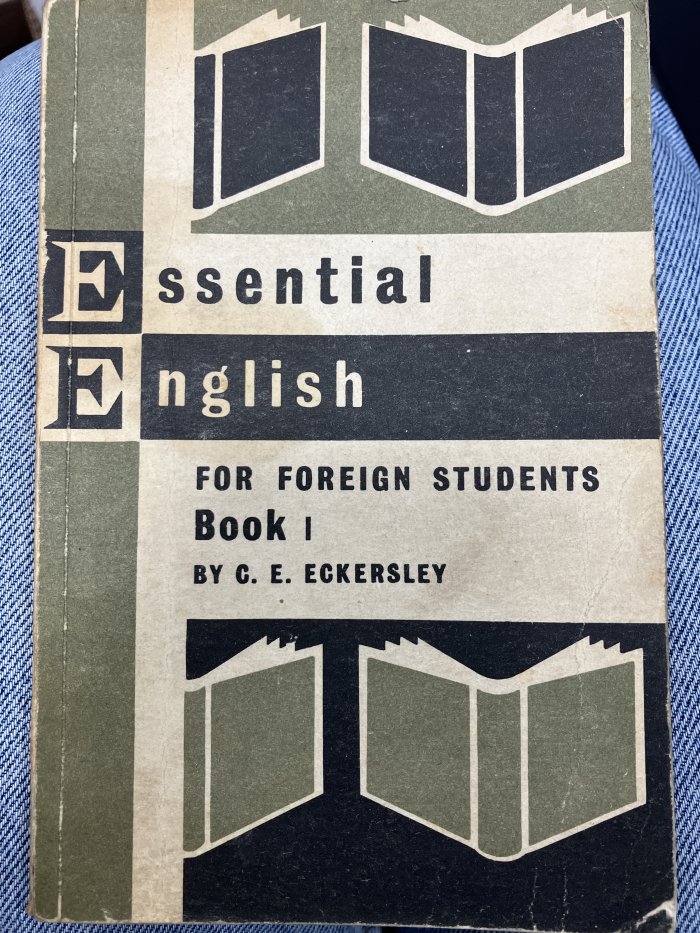 Essential
English
FOR FOREIGN STUDENTS
Book I
BY C. E. ECKERSLEY